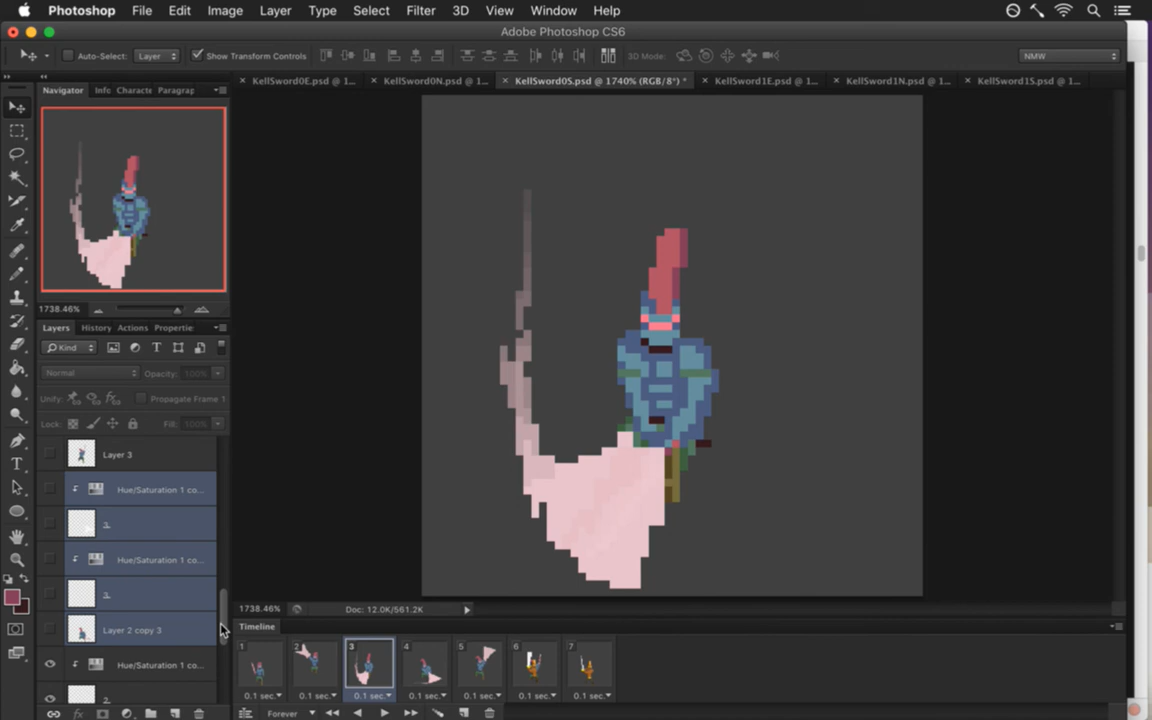 Photoshop File Edit Image Layer Type Select Filter 3D View Window Help
Adobe Photoshop CS6
Auto-Select: Layer Show Transform Controls 3D Mode: NMW
KellSword0E.psd @ 1... KellSword0N.psd @ 1... KellSword0S.psd @ 1740% (RGB/8*) * KellSword1E.psd @ 1... KellSword1N.psd @ 1... KellSword1S.psd @ 1...
Navigator Info Characte Paragrap
1738.46%
Layers History Actions Propertie
Kind
Normal Opacity: 100%
Unify: Propagate Frame 1
Lock: Fill: 100%
Layer 3
Hue/Saturation 1 co...
3
Hue/Saturation 1 co...
3
Layer 2 copy 3
Hue/Saturation 1 co...
2
1738.46% Doc: 12.0K/561.2K
Timeline
1 2 3 4 5 6 7
0.1 sec. 0.1 sec. 0.1 sec. 0.1 sec. 0.1 sec. 0.1 sec. 0.1 sec.
Forever